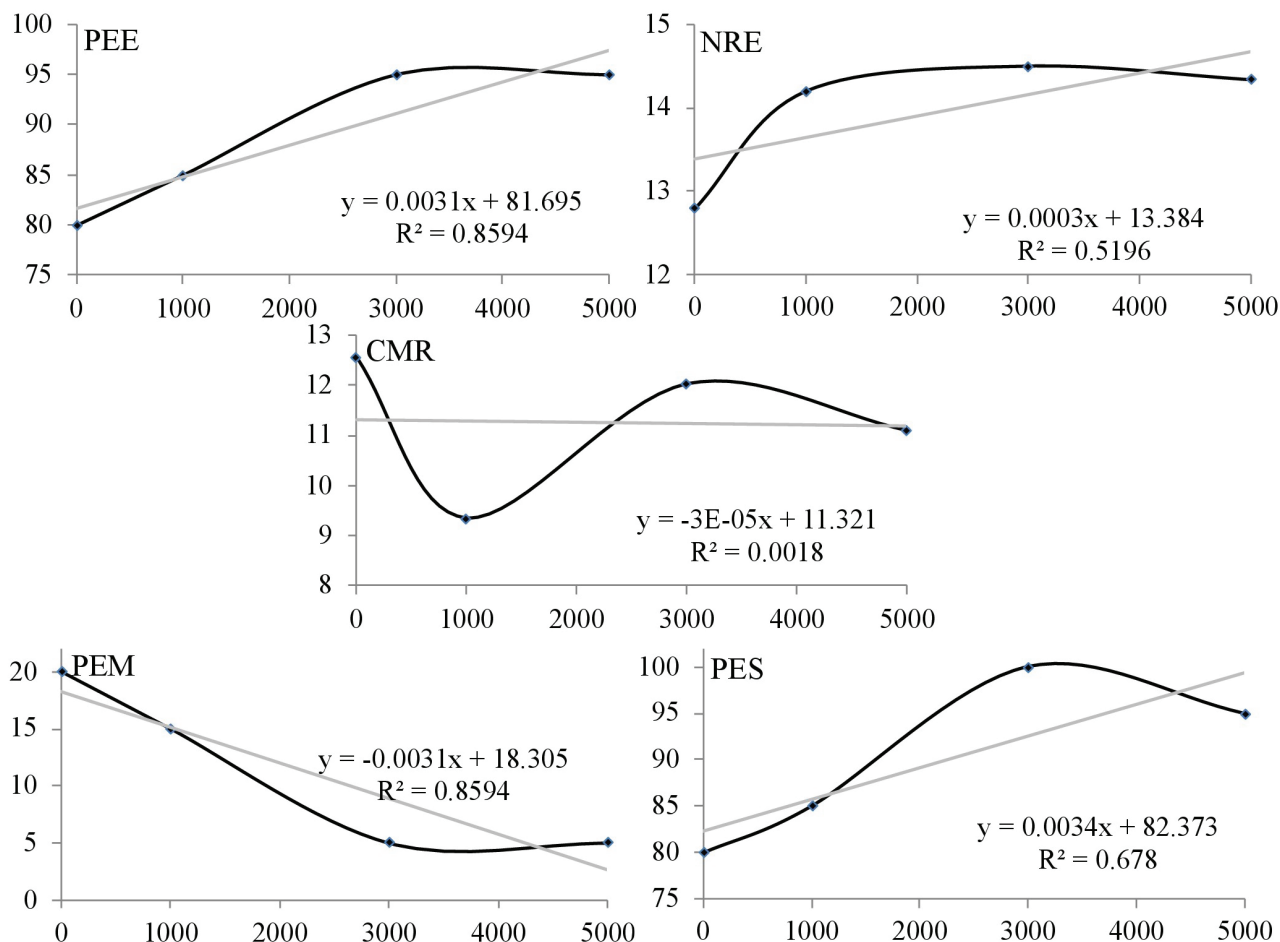 PEE
100
95
90
85
80
75
0 1000 2000 3000 4000 5000
y = 0.0031x + 81.695
R² = 0.8594
NRE
15
14
13
12
0 1000 2000 3000 4000 5000
y = 0.0003x + 13.384
R² = 0.5196
CMR
13
12
11
10
9
8
0 1000 2000 3000 4000 5000
y = -3E-05x + 11.321
R² = 0.0018
PEM
20
15
10
5
0
0 1000 2000 3000 4000 5000
y = -0.0031x + 18.305
R² = 0.8594
PES
100
95
90
85
80
75
0 1000 2000 3000 4000 5000
y = 0.0034x + 82.373
R² = 0.678